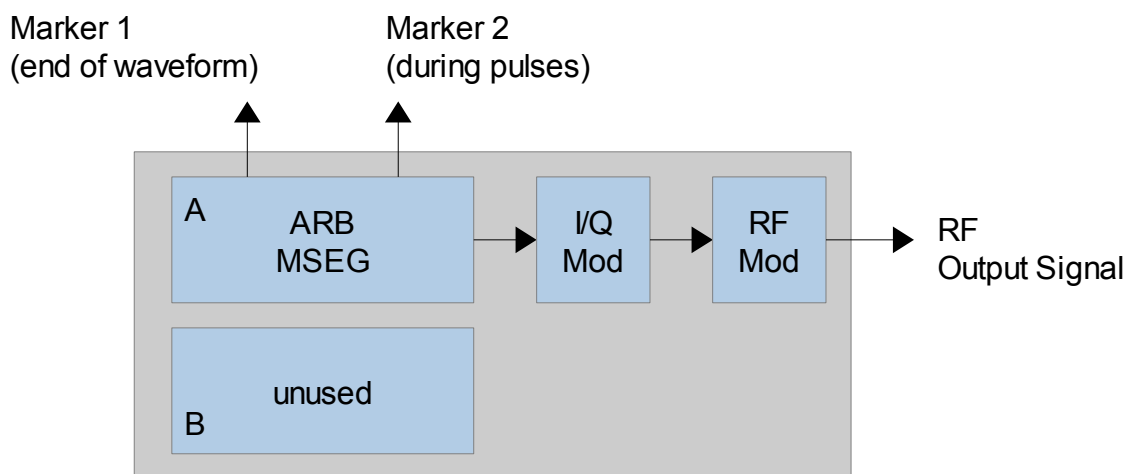 Marker 1
(end of waveform)
Marker 2
(during pulses)
A
ARB
MSEG
I/Q
Mod
RF
Mod
RF
Output Signal
unused
B